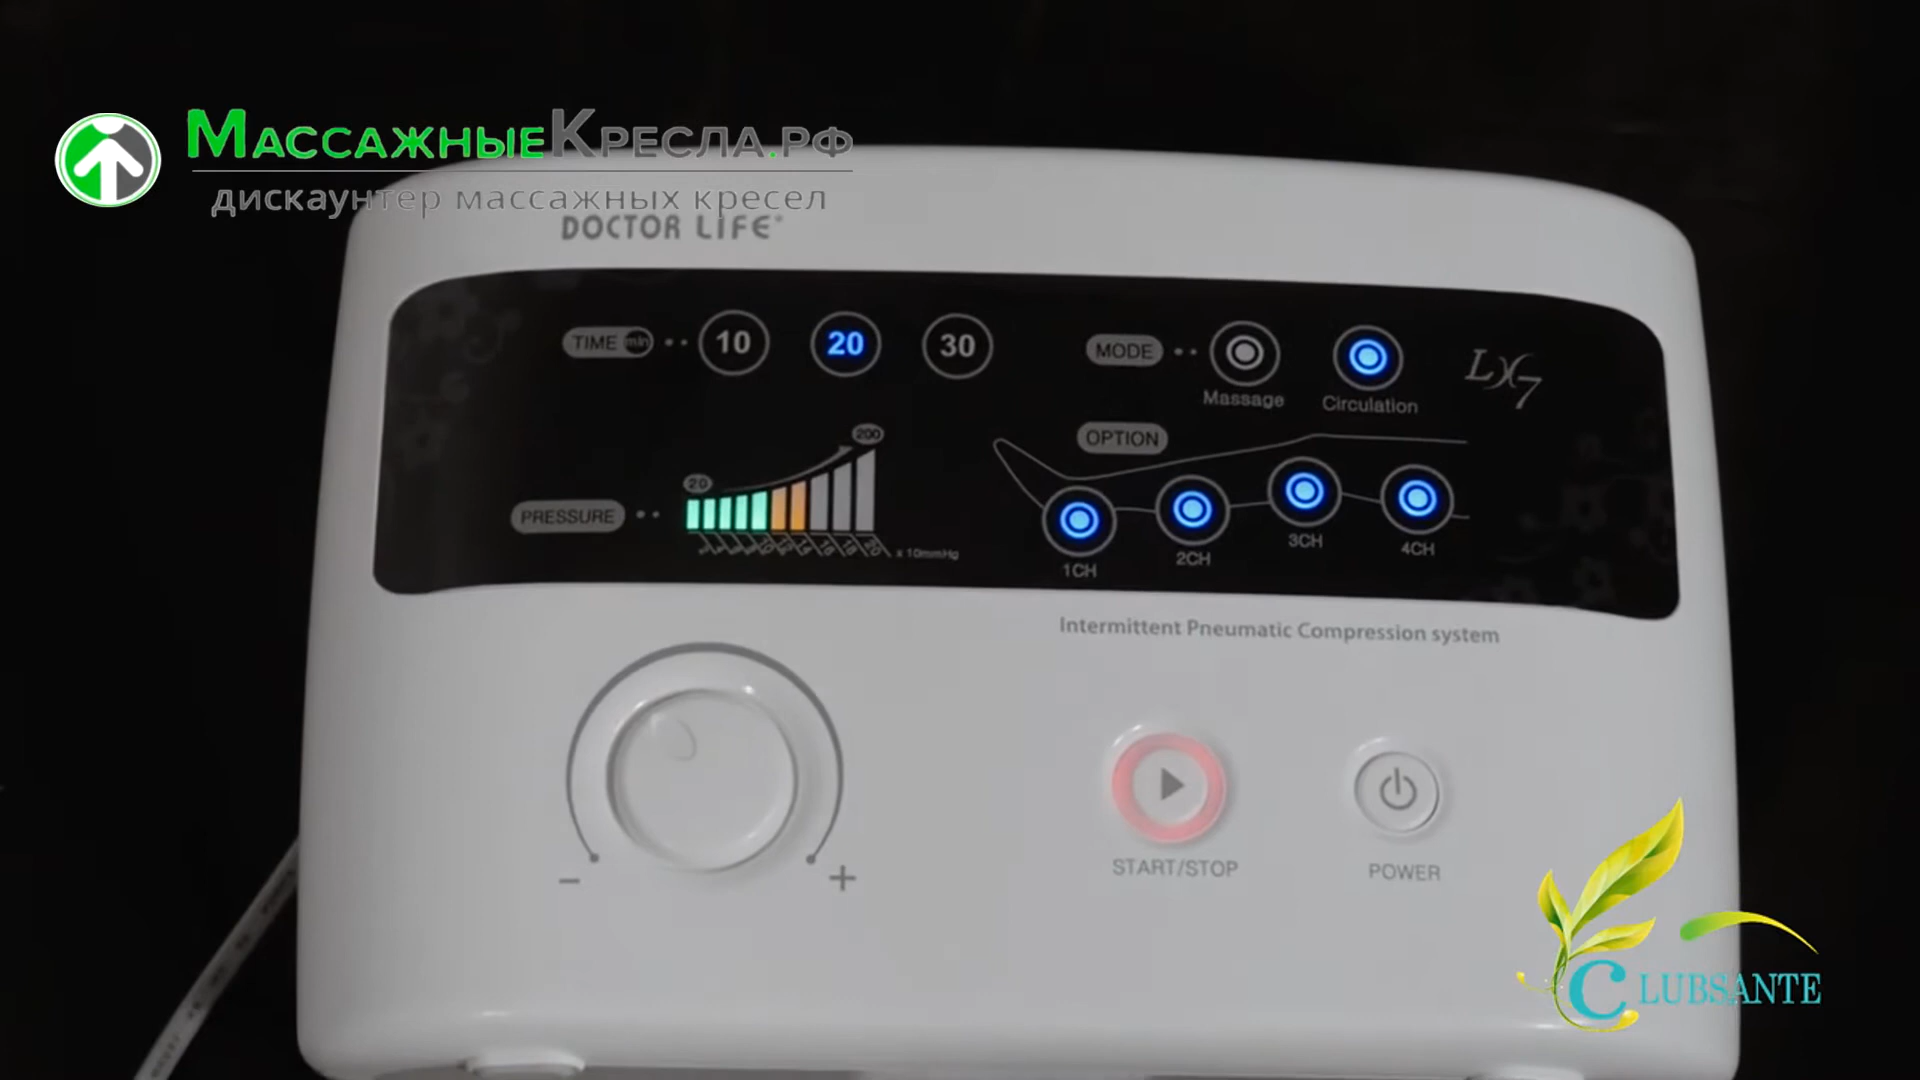 МассажныеКресла.рф
дискаунтер массажных кресел
DOCTOR LIFE
TIME min 10 20 30
MODE Massage Circulation
LX7
OPTION
PRESSURE 20 200
x 10mmHg
1CH 2CH 3CH 4CH
Intermittent Pneumatic Compression system
− +
START/STOP POWER
CLUBSANTE